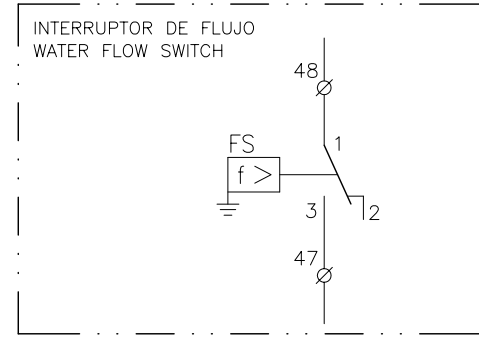 INTERRUPTOR DE FLUJO
WATER FLOW SWITCH
48
1
FS
f >
3
2
47